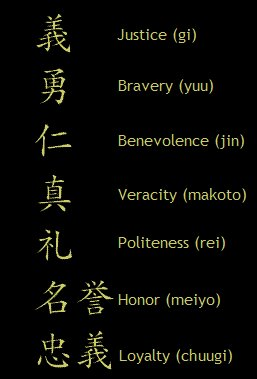 義 Justice (gi)
勇 Bravery (yuu)
仁 Benevolence (jin)
真 Veracity (makoto)
礼 Politeness (rei)
名誉 Honor (meiyo)
忠義 Loyalty (chuugi)